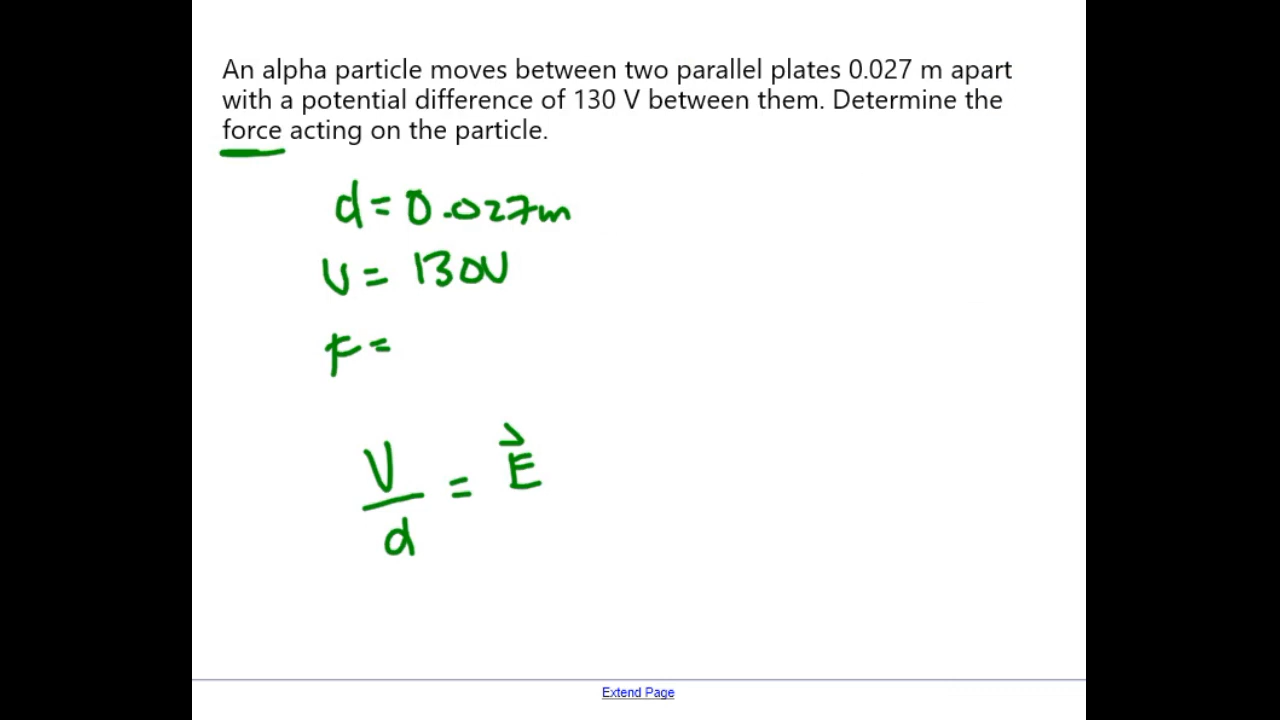 An alpha particle moves between two parallel plates 0.027 m apart
with a potential difference of 130 V between them. Determine the
force acting on the particle.
d = 0.027m
V = 130V
F =
V
/
d = E⃗
Extend Page